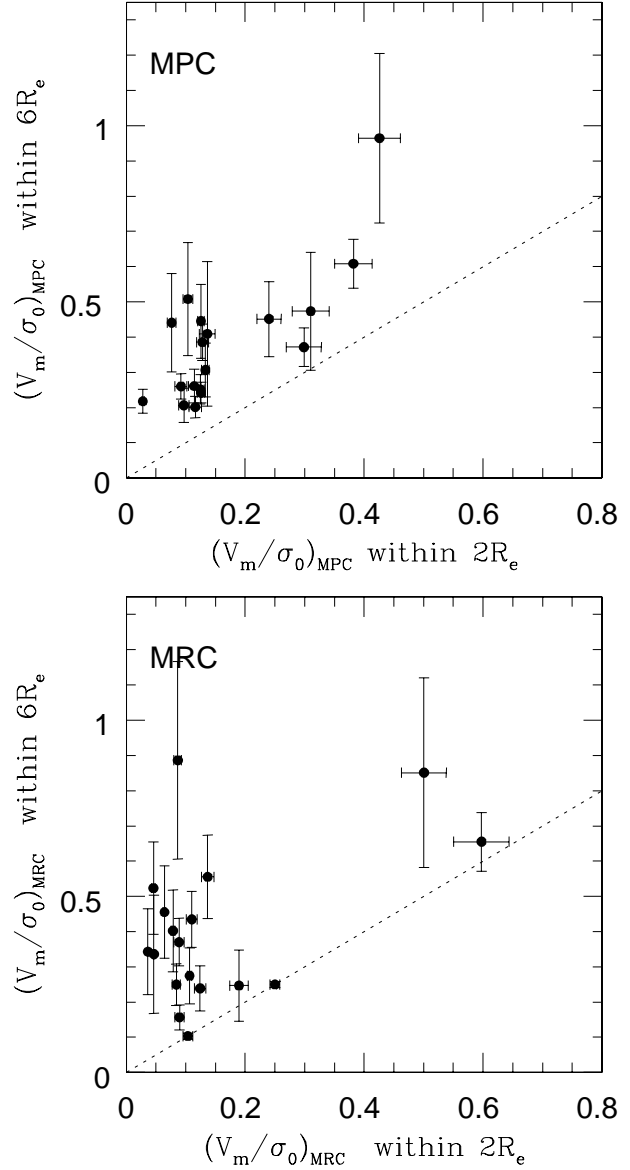 MPC
(V_m/σ_0)_MPC within 6R_e
1
0.5
0
0 0.2 0.4 0.6 0.8
(V_m/σ_0)_MPC within 2R_e
MRC
(V_m/σ_0)_MRC within 6R_e
1
0.5
0
0 0.2 0.4 0.6 0.8
(V_m/σ_0)_MRC within 2R_e